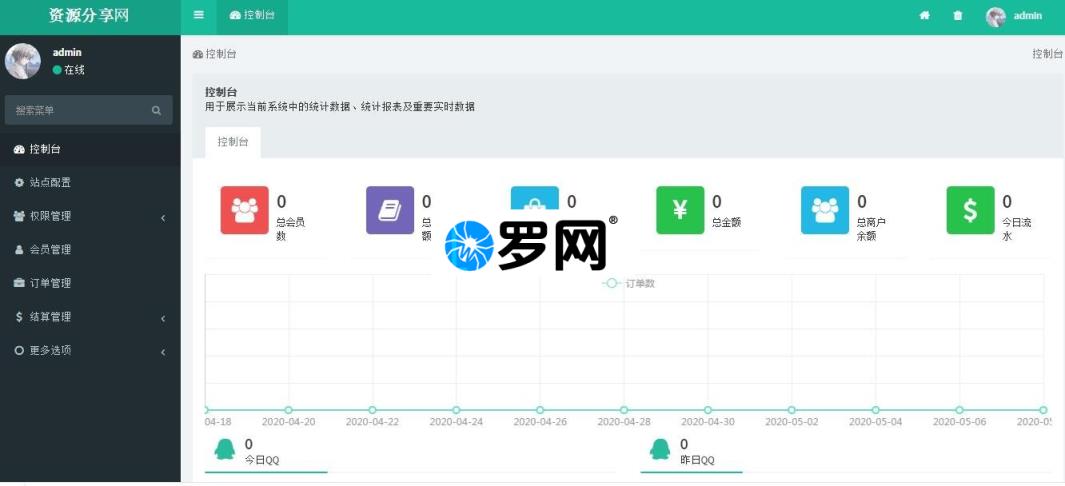 资源分享网
控制台
admin
admin
在线
搜索菜单
控制台
站点配置
权限管理
会员管理
订单管理
结算管理
更多选项
控制台
控制台
控制台
用于展示当前系统中的统计数据、统计报表及重要实时数据
控制台
0
总会员
数
0
总
额
0
0
总金额
0
总商户
余额
0
今日流
水
罗网®
订单数
04-18
2020-04-20
2020-04-22
2020-04-24
2020-04-26
2020-04-28
2020-04-30
2020-05-02
2020-05-04
2020-05-06
2020-05
0
今日QQ
0
昨日QQ